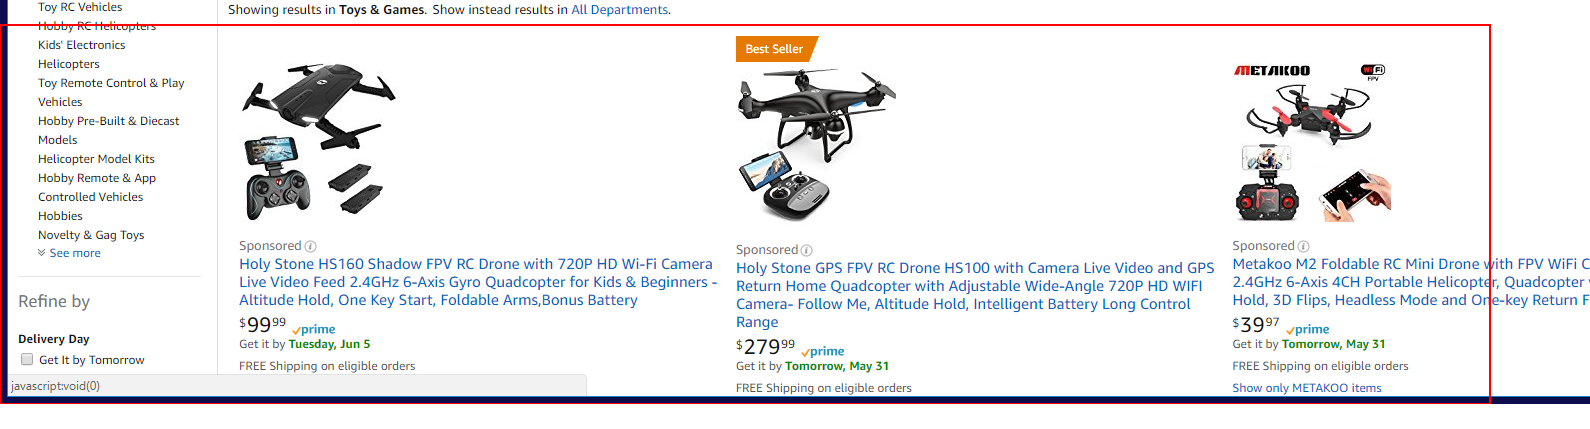 Toy RC Vehicles
Hobby RC Helicopters
Kids' Electronics
Helicopters
Toy Remote Control & Play
Vehicles
Hobby Pre-Built & Diecast
Models
Helicopter Model Kits
Hobby Remote & App
Controlled Vehicles
Hobbies
Novelty & Gag Toys
See more
Refine by
Delivery Day
Get It by Tomorrow
javascript:void(0)
Showing results in Toys & Games. Show instead results in All Departments.
Sponsored
Holy Stone HS160 Shadow FPV RC Drone with 720P HD Wi-Fi Camera
Live Video Feed 2.4GHz 6-Axis Gyro Quadcopter for Kids & Beginners -
Altitude Hold, One Key Start, Foldable Arms,Bonus Battery
$99.99 prime
Get it by Tuesday, Jun 5
FREE Shipping on eligible orders
Best Seller
Sponsored
Holy Stone GPS FPV RC Drone HS100 with Camera Live Video and GPS
Return Home Quadcopter with Adjustable Wide-Angle 720P HD WIFI
Camera- Follow Me, Altitude Hold, Intelligent Battery Long Control
Range
$279.99 prime
Get it by Tomorrow, May 31
FREE Shipping on eligible orders
METAKOO
WiFi
FPV
Sponsored
Metakoo M2 Foldable RC Mini Drone with FPV WiFi C
2.4GHz 6-Axis 4CH Portable Helicopter, Quadcopter
Hold, 3D Flips, Headless Mode and One-key Return F
$39.97 prime
Get it by Tomorrow, May 31
FREE Shipping on eligible orders
Show only METAKOO items